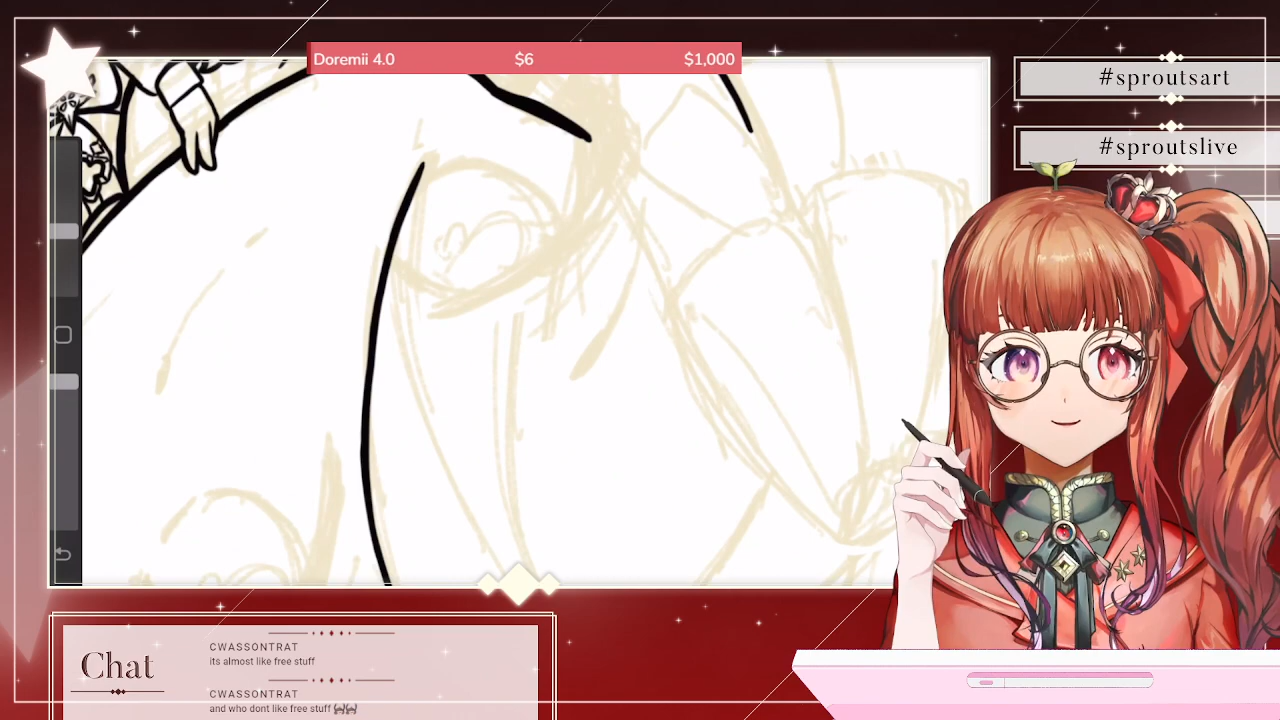 Doremii 4.0 $6 $1,000
#sproutsart
#sproutslive
Chat
CWASSONTRAT
its almost like free stuff
CWASSONTRAT
and who dont like free stuff